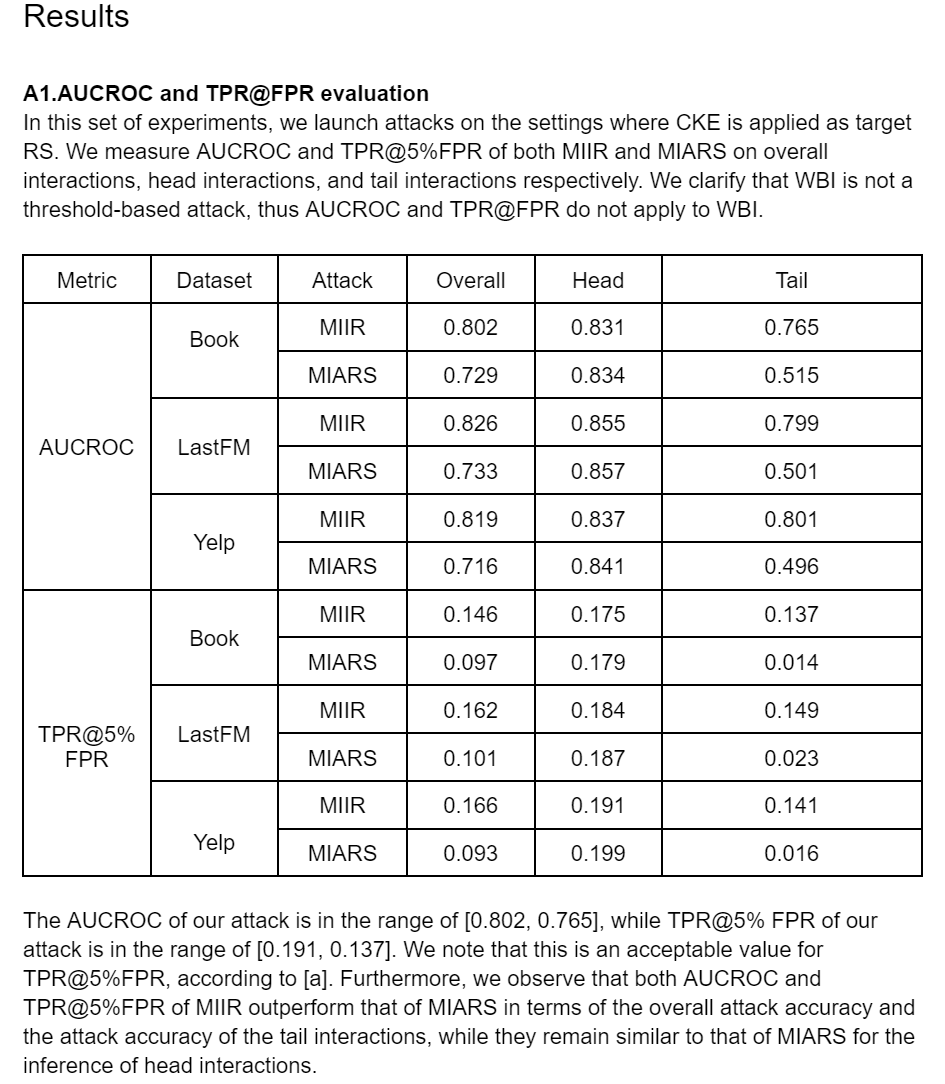 Results
A1.AUCROC and TPR@FPR evaluation
In this set of experiments, we launch attacks on the settings where CKE is applied as target
RS. We measure AUCROC and TPR@5%FPR of both MIIR and MIARS on overall
interactions, head interactions, and tail interactions respectively. We clarify that WBI is not a
threshold-based attack, thus AUCROC and TPR@FPR do not apply to WBI.
Metric Dataset Attack Overall Head Tail
AUCROC
Book
MIIR 0.802 0.831 0.765
MIARS 0.729 0.834 0.515
LastFM
MIIR 0.826 0.855 0.799
MIARS 0.733 0.857 0.501
Yelp
MIIR 0.819 0.837 0.801
MIARS 0.716 0.841 0.496
TPR@5%
FPR
Book
MIIR 0.146 0.175 0.137
MIARS 0.097 0.179 0.014
LastFM
MIIR 0.162 0.184 0.149
MIARS 0.101 0.187 0.023
Yelp
MIIR 0.166 0.191 0.141
MIARS 0.093 0.199 0.016
The AUCROC of our attack is in the range of [0.802, 0.765], while TPR@5% FPR of our
attack is in the range of [0.191, 0.137]. We note that this is an acceptable value for
TPR@5%FPR, according to [a]. Furthermore, we observe that both AUCROC and
TPR@5%FPR of MIIR outperform that of MIARS in terms of the overall attack accuracy and
the attack accuracy of the tail interactions, while they remain similar to that of MIARS for the
inference of head interactions.